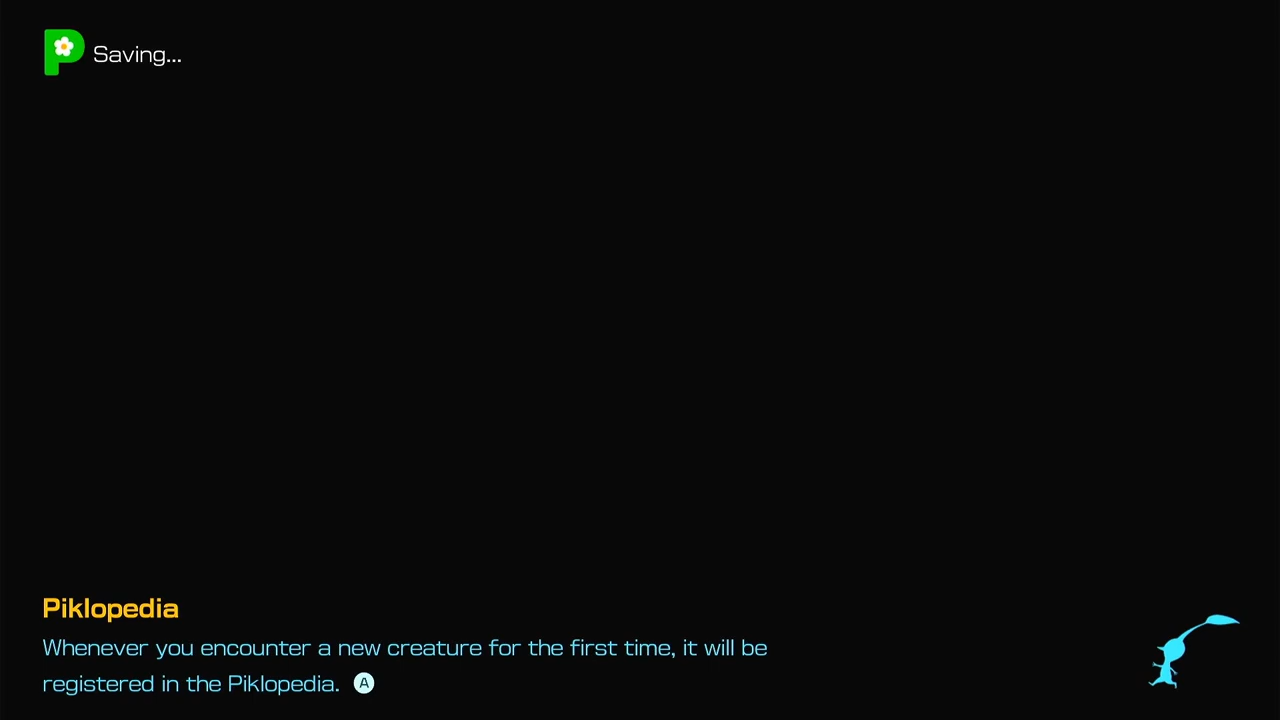 P Saving...
Piklopedia
Whenever you encounter a new creature for the first time, it will be
registered in the Piklopedia. A